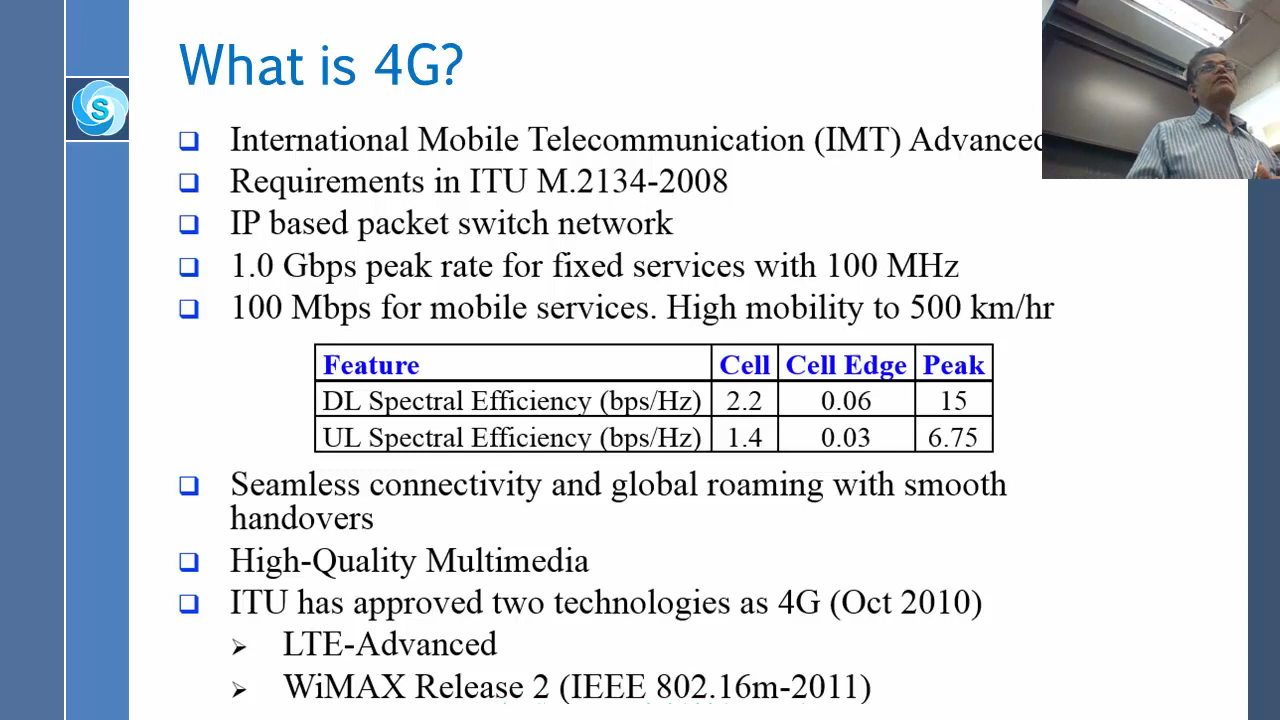 What is 4G?
S
International Mobile Telecommunication (IMT) Advanced
Requirements in ITU M.2134-2008
IP based packet switch network
1.0 Gbps peak rate for fixed services with 100 MHz
100 Mbps for mobile services. High mobility to 500 km/hr
Feature Cell Cell Edge Peak
DL Spectral Efficiency (bps/Hz) 2.2 0.06 15
UL Spectral Efficiency (bps/Hz) 1.4 0.03 6.75
Seamless connectivity and global roaming with smooth
handovers
High-Quality Multimedia
ITU has approved two technologies as 4G (Oct 2010)
LTE-Advanced
WiMAX Release 2 (IEEE 802.16m-2011)